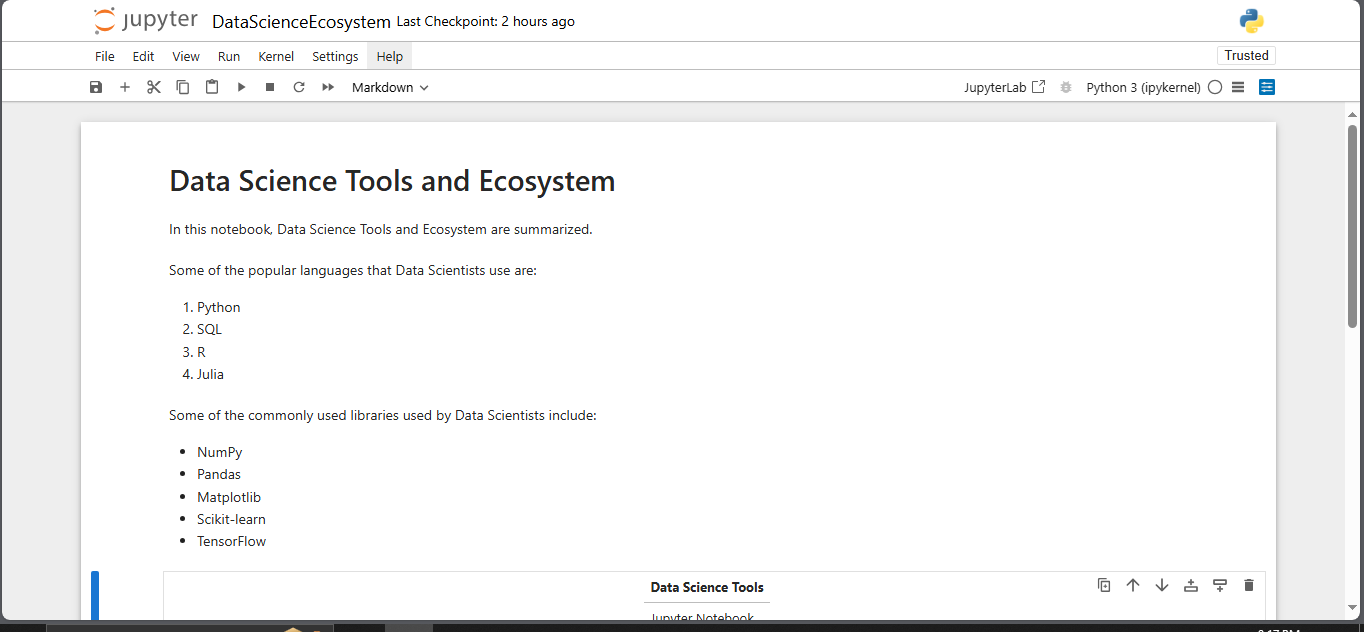 jupyter DataScienceEcosystem Last Checkpoint: 2 hours ago
File Edit View Run Kernel Settings Help Trusted
Markdown JupyterLab Python 3 (ipykernel)
Data Science Tools and Ecosystem
In this notebook, Data Science Tools and Ecosystem are summarized.
Some of the popular languages that Data Scientists use are:
1. Python
2. SQL
3. R
4. Julia
Some of the commonly used libraries used by Data Scientists include:
• NumPy
• Pandas
• Matplotlib
• Scikit-learn
• TensorFlow
Data Science Tools
Jupyter Notebook